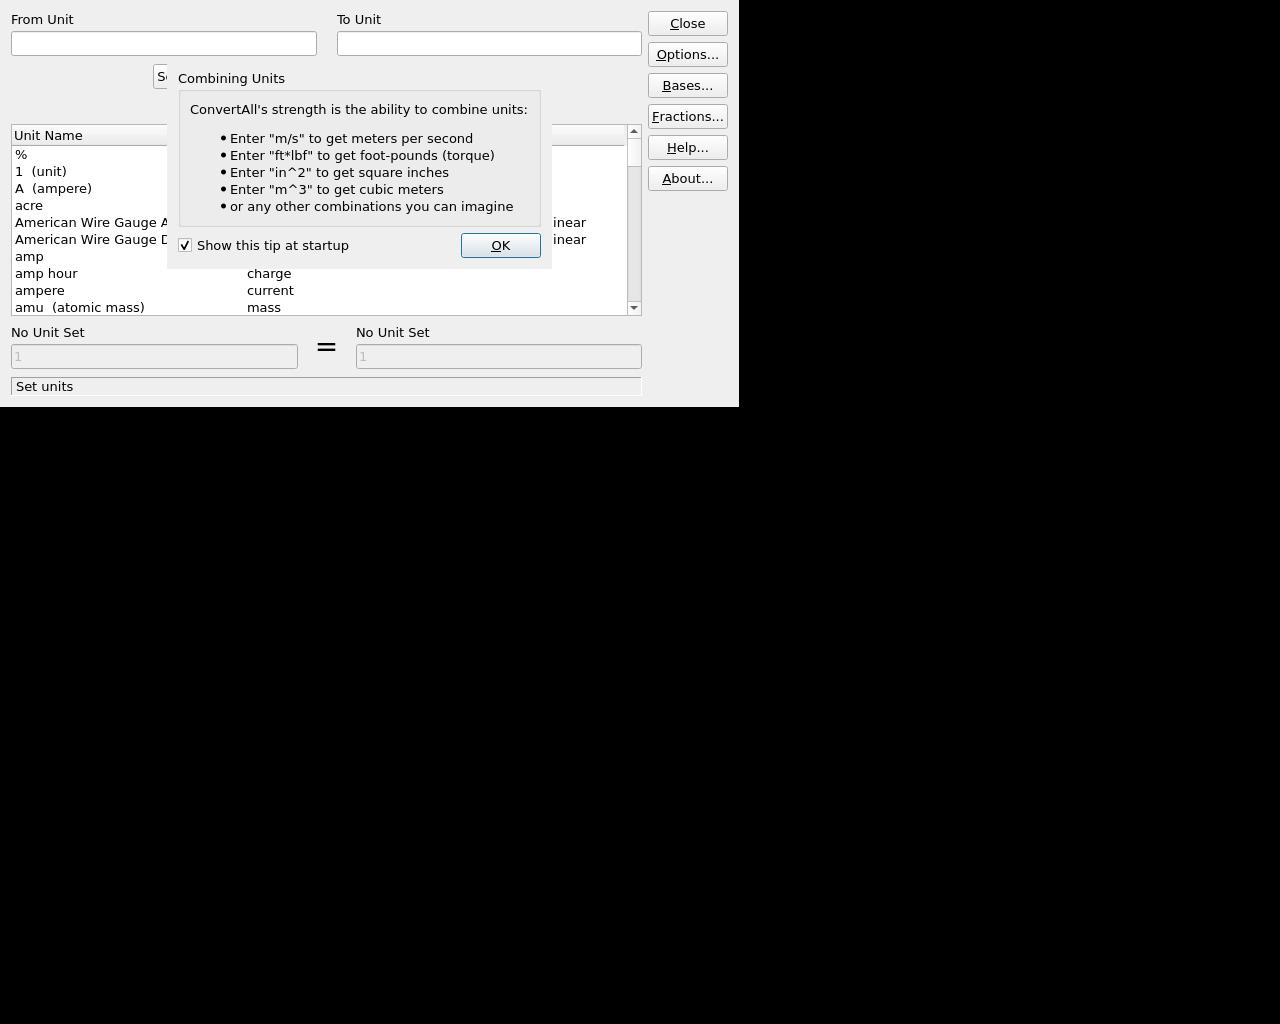 From Unit
To Unit
Close
Options...
Combining Units
Bases...
ConvertAll's strength is the ability to combine units:
Fractions...
Unit Name
Enter "m/s" to get meters per second
Help...
%
Enter "ft*lbf" to get foot-pounds (torque)
1 (unit)
Enter "in^2" to get square inches
About...
A (ampere)
Enter "m^3" to get cubic meters
acre
or any other combinations you can imagine
American Wire Gauge A
inear
American Wire Gauge D
inear
Show this tip at startup
OK
amp
amp hour
charge
ampere
current
amu (atomic mass)
mass
No Unit Set
No Unit Set
1
=
1
Set units